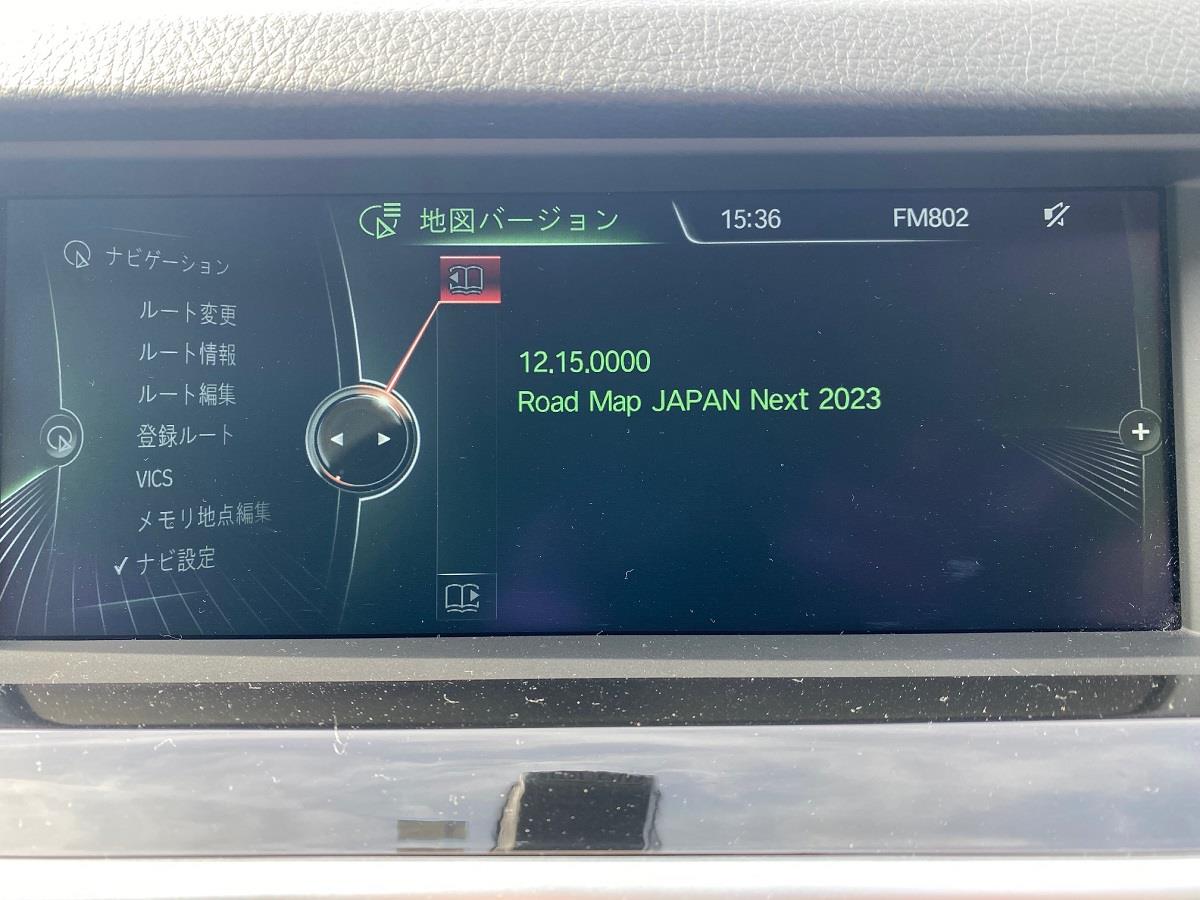 地図バージョン
15:36
FM802
ナビゲーション
ルート変更
ルート情報
ルート編集
登録ルート
VICS
メモリ地点編集
ナビ設定
12.15.0000
Road Map JAPAN Next 2023